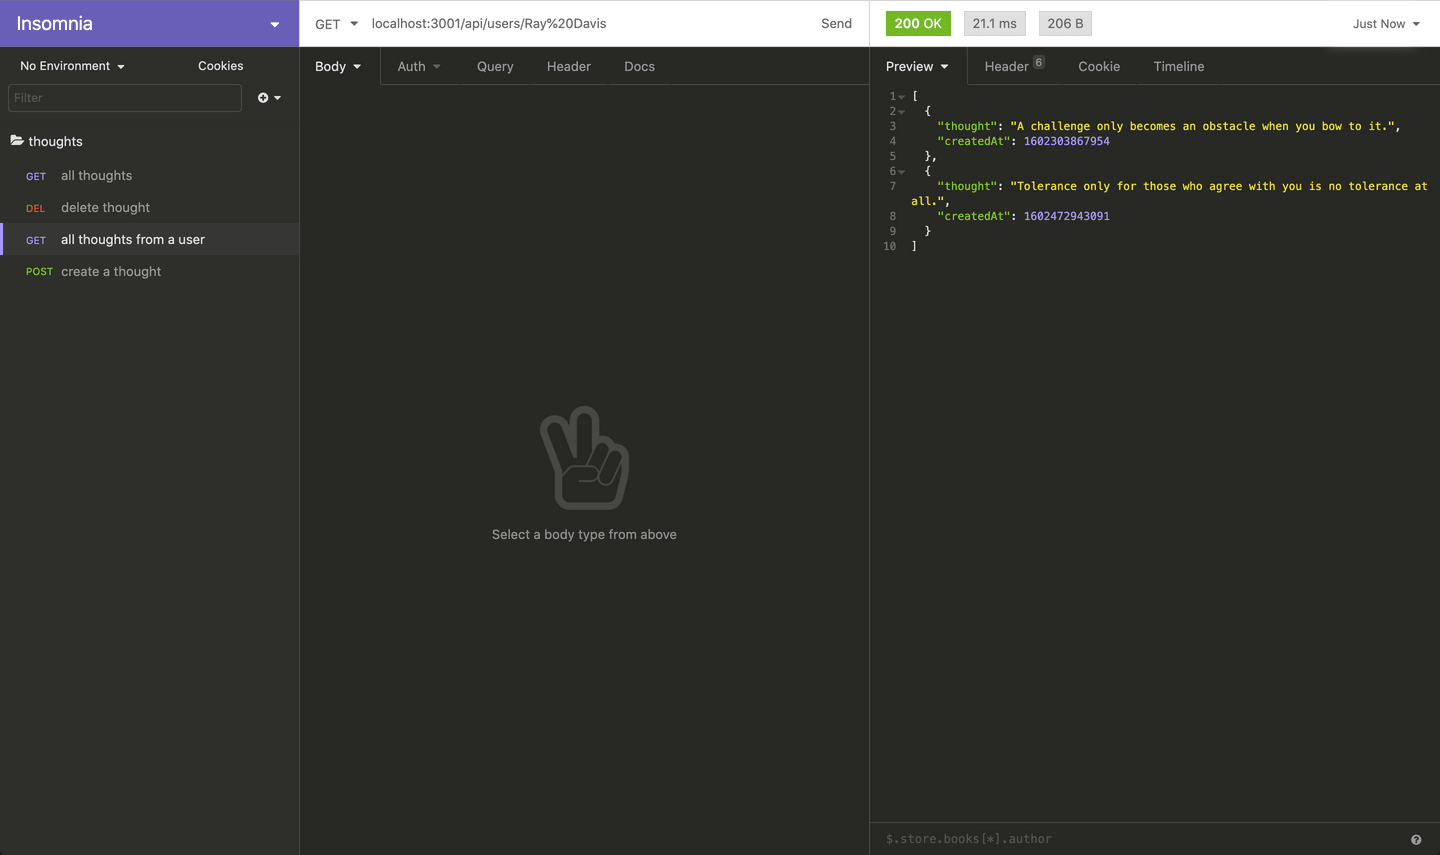 Insomnia
GET localhost:3001/api/users/Ray%20Davis Send
200 OK 21.1 ms 206 B Just Now
No Environment Cookies
Filter
thoughts
GET all thoughts
DEL delete thought
GET all thoughts from a user
POST create a thought
Body Auth Query Header Docs
Select a body type from above
Preview Header 6 Cookie Timeline
1 [
2 {
3 "thought": "A challenge only becomes an obstacle when you bow to it.",
4 "createdAt": 1602303867954
5 },
6 {
7 "thought": "Tolerance only for those who agree with you is no tolerance at
all.",
8 "createdAt": 1602472943091
9 }
10 ]
$.store.books[*].author ?